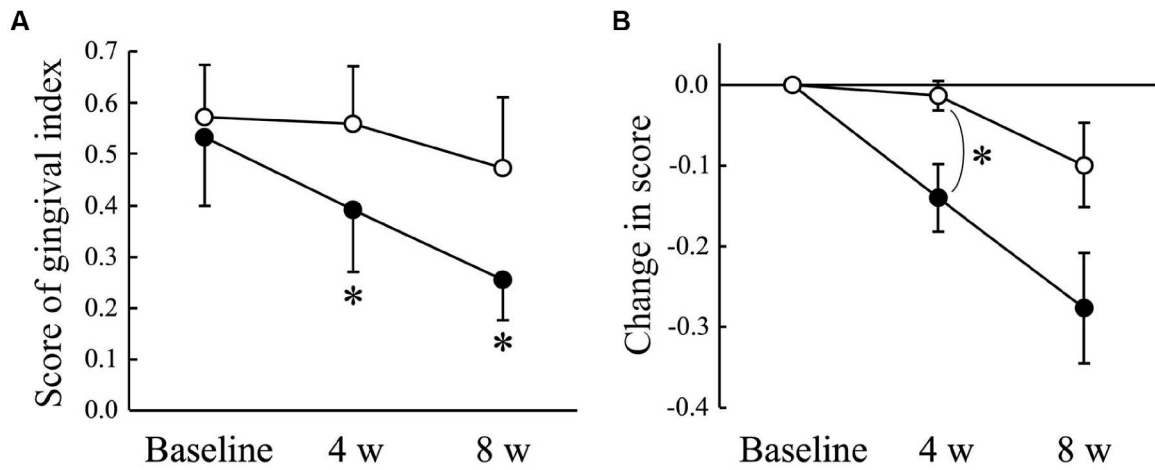 A
Score of gingival index
0.7
0.6
0.5
0.4
0.3
0.2
0.1
0.0
*
*
Baseline 4 w 8 w
B
Change in score
0.0
-0.1
-0.2
-0.3
-0.4
*
Baseline 4 w 8 w